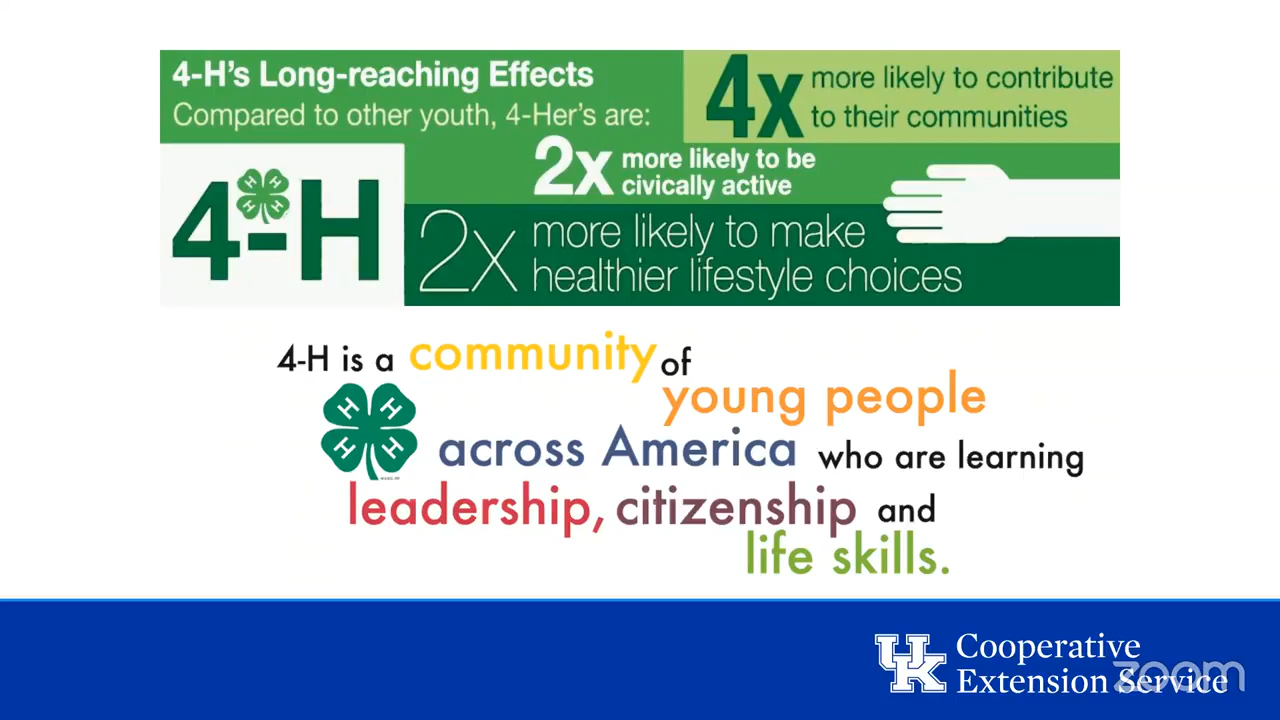 4-H's Long-reaching Effects
Compared to other youth, 4-Her's are:
4x more likely to contribute
to their communities
2x more likely to be
civically active
4-H
H H H H
2x more likely to make
healthier lifestyle choices
4-H is a community of
young people
H H H H
across America who are learning
leadership, citizenship and
life skills.
UK Cooperative
Extension Service
zoom